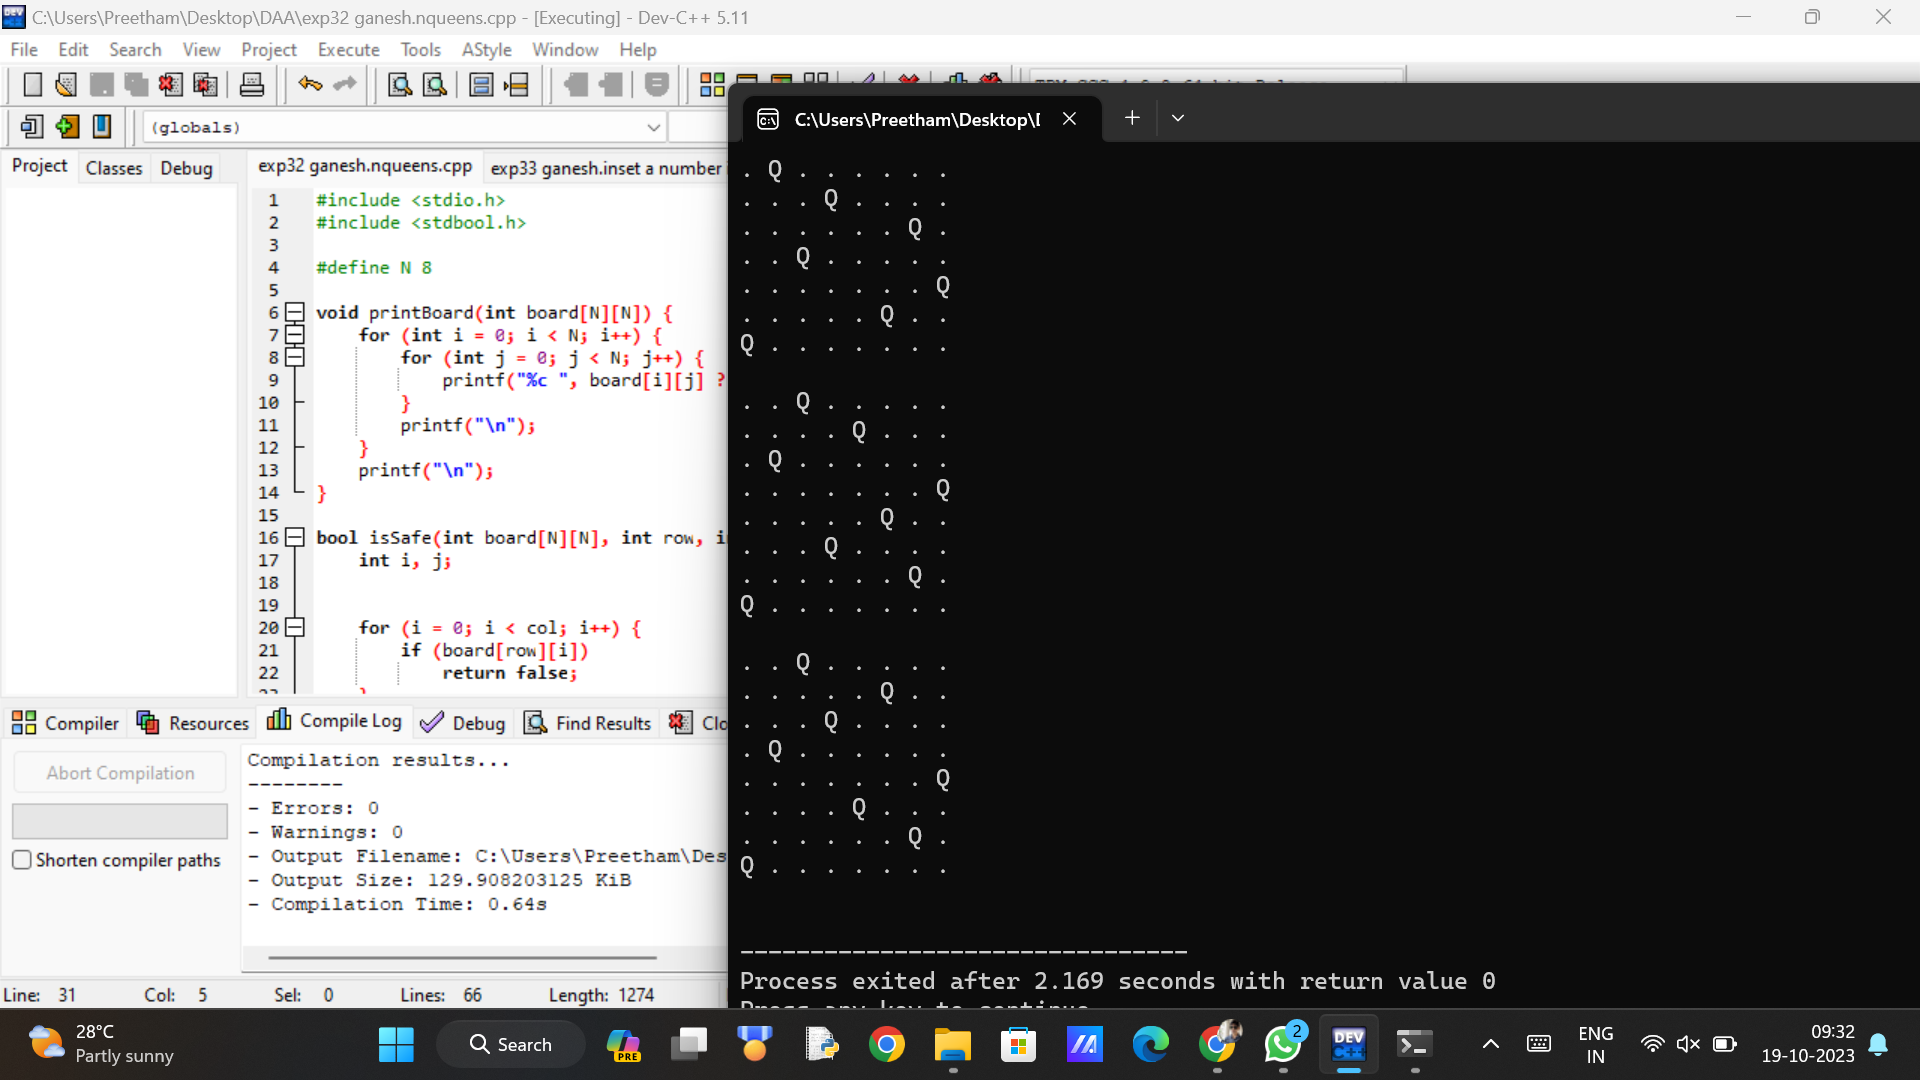 C:\Users\Preetham\Desktop\DAA\exp32 ganesh.nqueens.cpp - [Executing] - Dev-C++ 5.11
File Edit Search View Project Execute Tools AStyle Window Help
(globals)
Project Classes Debug
exp32 ganesh.nqueens.cpp exp33 ganesh.inset a number
1 #include <stdio.h>
2 #include <stdbool.h>
3
4 #define N 8
5
6 void printBoard(int board[N][N]) {
7 for (int i = 0; i < N; i++) {
8 for (int j = 0; j < N; j++) {
9 printf("%c ", board[i][j] ?
10 }
11 printf("\n");
12 }
13 printf("\n");
14 }
15
16 bool isSafe(int board[N][N], int row,
17 int i, j;
18
19
20 for (i = 0; i < col; i++) {
21 if (board[row][i])
22 return false;
Compiler Resources Compile Log Debug Find Results Clo
Abort Compilation
Shorten compiler paths
Compilation results...
--------
- Errors: 0
- Warnings: 0
- Output Filename: C:\Users\Preetham\Des
- Output Size: 129.908203125 KiB
- Compilation Time: 0.64s
Line: 31 Col: 5 Sel: 0 Lines: 66 Length: 1274
C:\Users\Preetham\Desktop\
. Q . . . . . .
. . . Q . . . .
. . . . . . Q .
. . Q . . . . .
. . . . . . . Q
. . . . . Q . .
Q . . . . . . .

. . Q . . . . .
. . . . Q . . .
. Q . . . . . .
. . . . . . . Q
. . . . . Q . .
. . . Q . . . .
. . . . . . Q .
Q . . . . . . .

. . Q . . . . .
. . . . . Q . .
. . . Q . . . .
. Q . . . . . .
. . . . . . . Q
. . . . Q . . .
. . . . . . Q .
Q . . . . . . .

--------------------------------
Process exited after 2.169 seconds with return value 0
Press any key to continue
28°C
Partly sunny
Search
PRE
2
DEV
C++
ENG
IN
09:32
19-10-2023